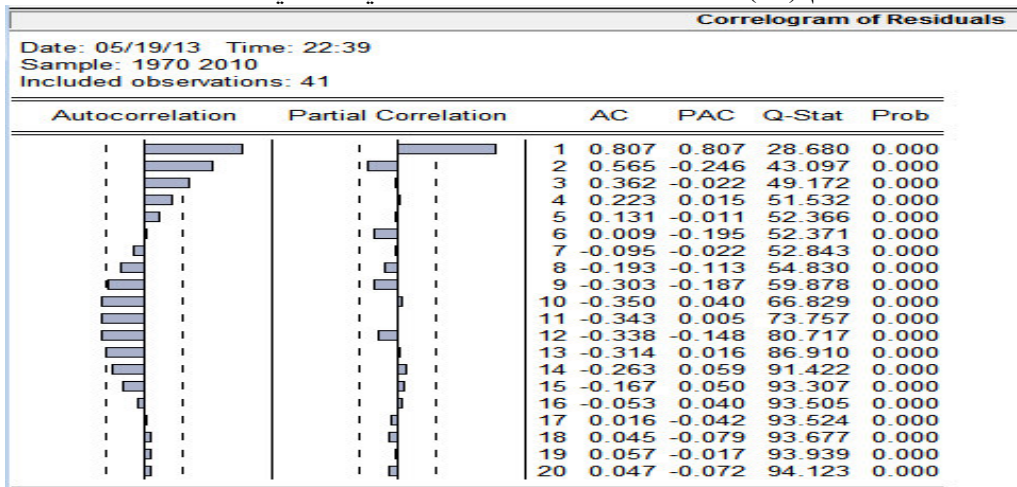 Correlogram of Residuals
Date: 05/19/13 Time: 22:39
Sample: 1970 2010
Included observations: 41
Autocorrelation Partial Correlation AC PAC Q-Stat Prob
1 0.807 0.807 28.680 0.000
2 0.565 -0.246 43.097 0.000
3 0.362 -0.022 49.172 0.000
4 0.223 0.015 51.532 0.000
5 0.131 -0.011 52.366 0.000
6 0.009 -0.195 52.371 0.000
7 -0.095 -0.022 52.843 0.000
8 -0.193 -0.113 54.830 0.000
9 -0.303 -0.187 59.878 0.000
10 -0.350 0.040 66.829 0.000
11 -0.343 0.005 73.757 0.000
12 -0.338 -0.148 80.717 0.000
13 -0.314 0.016 86.910 0.000
14 -0.263 0.059 91.422 0.000
15 -0.167 0.050 93.307 0.000
16 -0.053 0.040 93.505 0.000
17 0.016 -0.042 93.524 0.000
18 0.045 -0.079 93.677 0.000
19 0.057 -0.017 93.939 0.000
20 0.047 -0.072 94.123 0.000